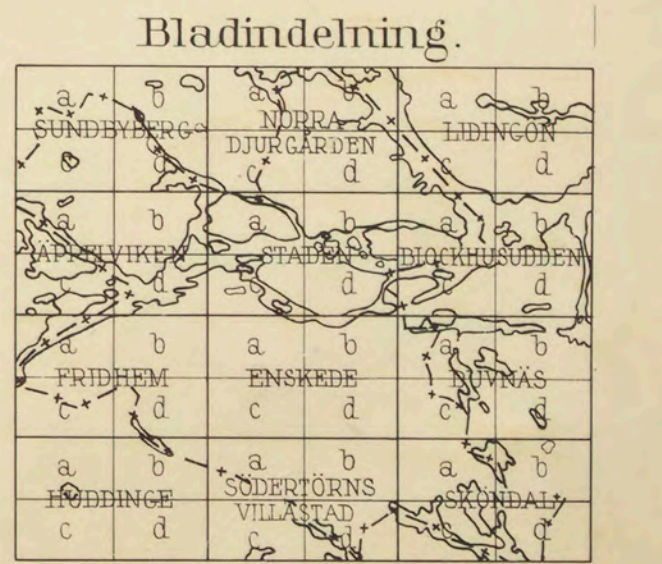 Bladindelning.
a b a b a b
SUNDBYBERG NORRA LIDINGÖN
DJURGÅRDEN
c d c d c d
a b a b a b
ÄPPELVIKEN STADEN BLOCKHUSUDDEN
c d c d c d
a b a b a b
FRIDHEM ENSKEDE DUVNÄS
c d c d c d
a b a b a b
HUDDINGE SÖDERTÖRNS SKÖNDAL
VILLASTAD
c d c d c d